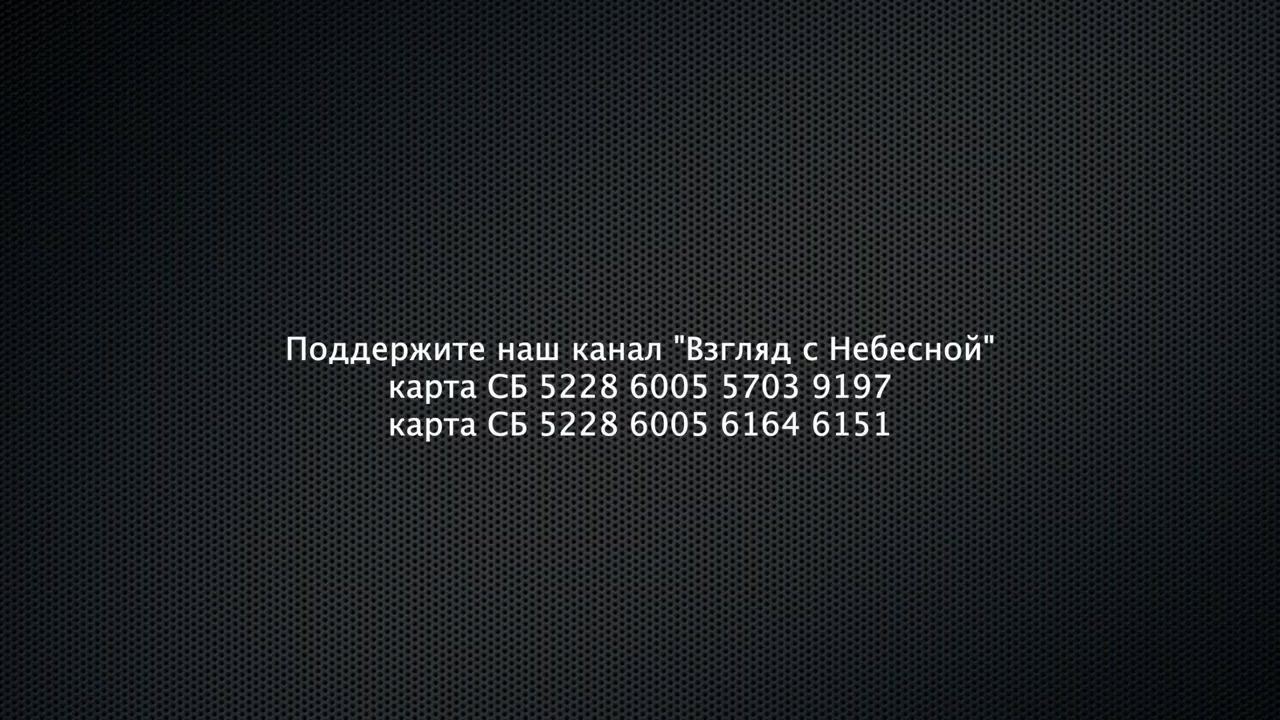 Поддержите наш канал "Взгляд с Небесной"
карта СБ 5228 6005 5703 9197
карта СБ 5228 6005 6164 6151